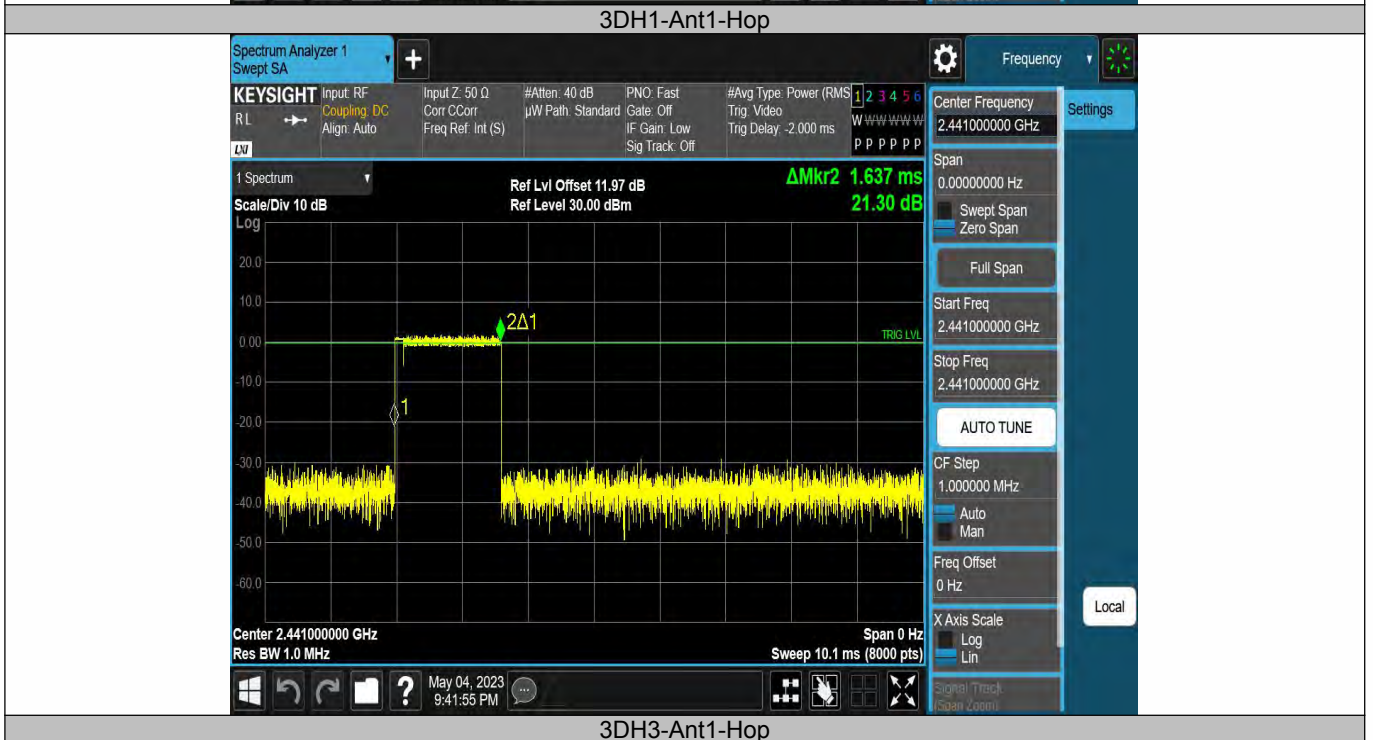 3DH1-Ant1-Hop
Spectrum Analyzer 1
Swept SA
Frequency
KEYSIGHT
RL
LXI
Input: RF
Coupling: DC
Align: Auto
Input Z: 50 Ω
Corr CCorr
Freq Ref: Int (S)
#Atten: 40 dB
µW Path: Standard
PNO: Fast
Gate: Off
IF Gain: Low
Sig Track: Off
#Avg Type: Power (RMS
Trig: Video
Trig Delay: -2.000 ms
1 2 3 4 5 6
W W W W W W
P P P P P P
1 Spectrum
Scale/Div 10 dB
Log
Ref Lvl Offset 11.97 dB
Ref Level 30.00 dBm
ΔMkr2 1.637 ms
21.30 dB
20.0
10.0
0.00
-10.0
-20.0
-30.0
-40.0
-50.0
-60.0
2Δ1
1
TRIG LVL
Center 2.441000000 GHz
Res BW 1.0 MHz
Span 0 Hz
Sweep 10.1 ms (8000 pts)
Center Frequency
2.441000000 GHz
Settings
Span
0.00000000 Hz
Swept Span
Zero Span
Full Span
Start Freq
2.441000000 GHz
Stop Freq
2.441000000 GHz
AUTO TUNE
CF Step
1.000000 MHz
Auto
Man
Freq Offset
0 Hz
X Axis Scale
Log
Lin
Signal Track
(Span Zoom)
Local
?
May 04, 2023
9:41:55 PM
3DH3-Ant1-Hop